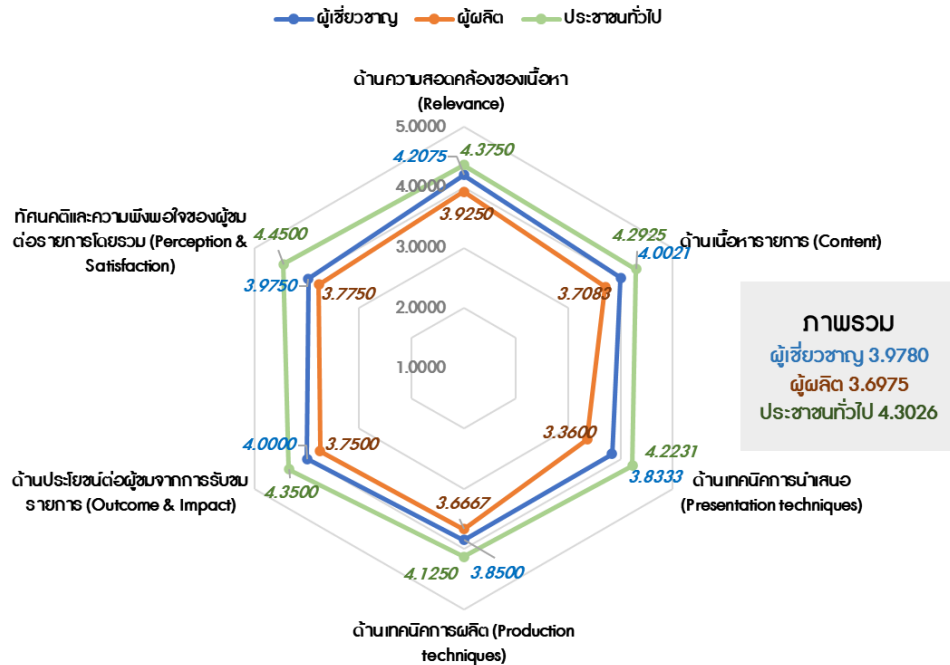 ผู้เชี่ยวชาญ ผู้ผลิต ประชาชนทั่วไป
ด้านความสอดคล้องของเนื้อหา
(Relevance)
5.0000
4.2075 4.3750
4.0000
3.9250
3.0000
2.0000
1.0000
4.2925
ด้านเนื้อหารายการ (Content)
4.0021
3.7083
ภาพรวม
ผู้เชี่ยวชาญ 3.9780
ผู้ผลิต 3.6975
ประชาชนทั่วไป 4.3026
3.3600
4.2231
3.8333
ด้านเทคนิคการนำเสนอ
(Presentation techniques)
3.6667
4.1250 3.8500
ด้านเทคนิคการผลิต (Production
techniques)
3.7500
4.0000
4.3500
ด้านประโยชน์ต่อผู้ชมจากการรับชม
รายการ (Outcome & Impact)
ทัศนคติและความพึงพอใจของผู้ชม
ต่อรายการโดยรวม (Perception &
Satisfaction)
4.4500
3.9750 3.7750